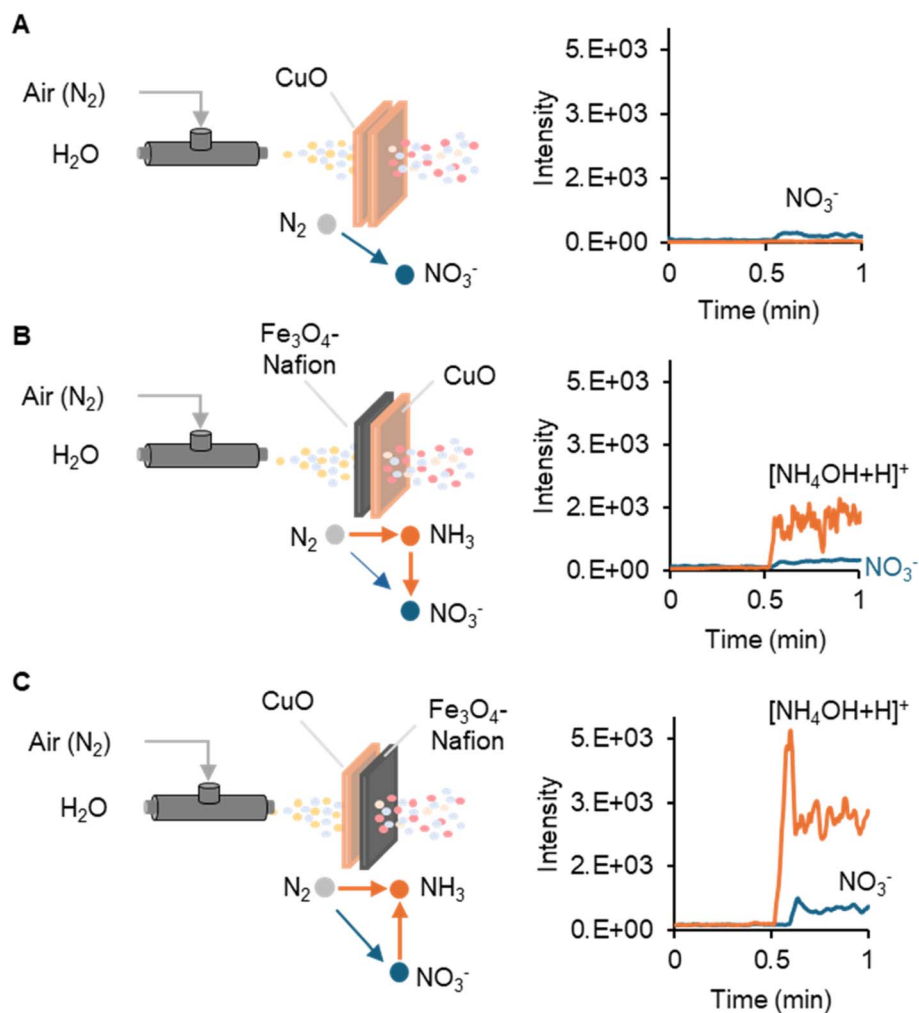 A
Air (N₂)
H₂O
CuO
N₂
NO₃⁻
Intensity
5.E+03
3.E+03
2.E+03
0.E+00
NO₃⁻
0
0.5
1
Time (min)
B
Air (N₂)
H₂O
Fe₃O₄-
Nafion
CuO
N₂
NH₃
NO₃⁻
Intensity
5.E+03
3.E+03
2.E+03
0.E+00
[NH₄OH+H]⁺
NO₃⁻
0
0.5
1
Time (min)
C
Air (N₂)
H₂O
CuO
Fe₃O₄-
Nafion
N₂
NH₃
NO₃⁻
Intensity
5.E+03
3.E+03
2.E+03
0.E+00
[NH₄OH+H]⁺
NO₃⁻
0
0.5
1
Time (min)